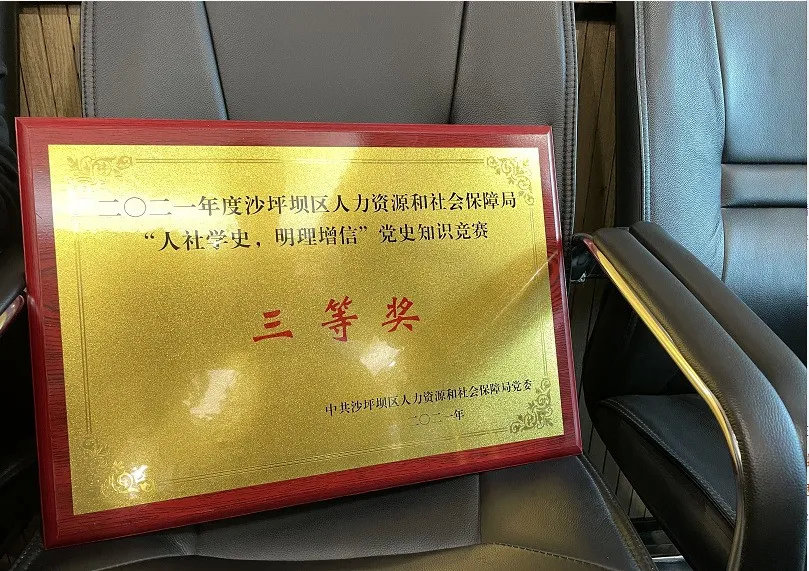 二〇二一年度沙坪坝区人力资源和社会保障局
“人社学史，明理增信”党史知识竞赛
三等奖
中共沙坪坝区人力资源和社会保障局党委
二〇二一年